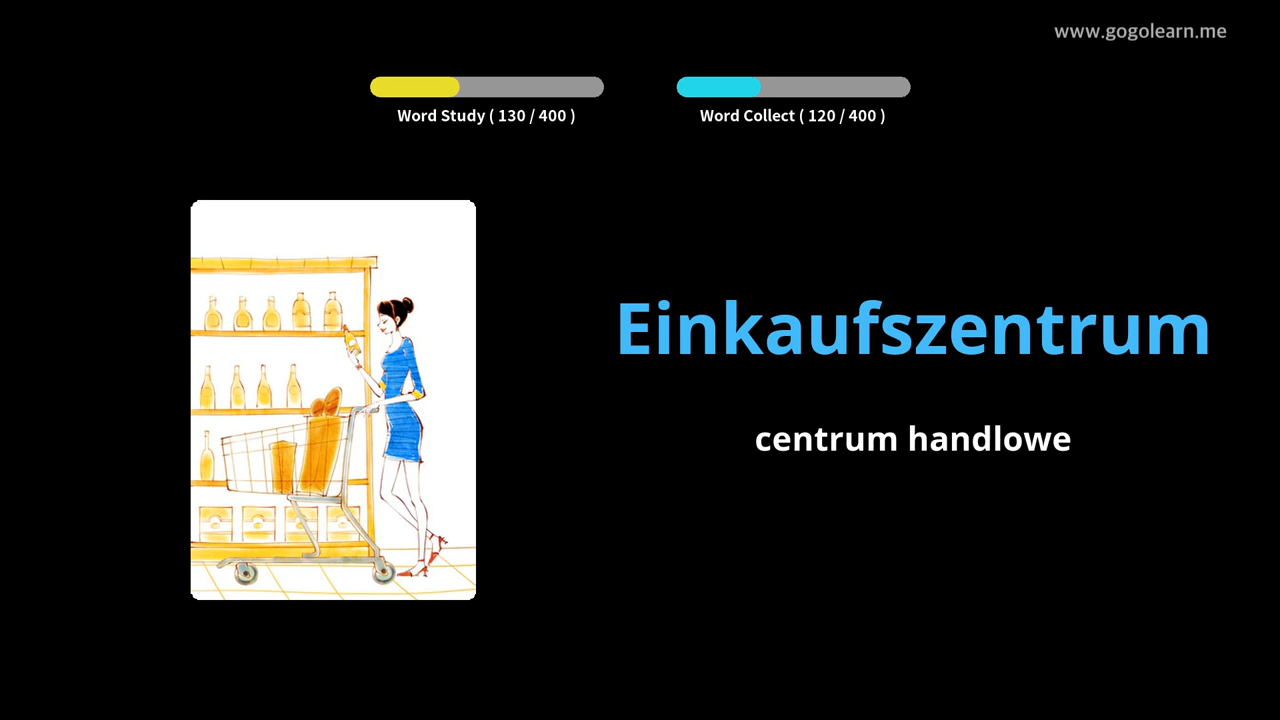 www.gogolearn.me
Word Study ( 130 / 400 )
Word Collect ( 120 / 400 )
Einkaufszentrum
centrum handlowe